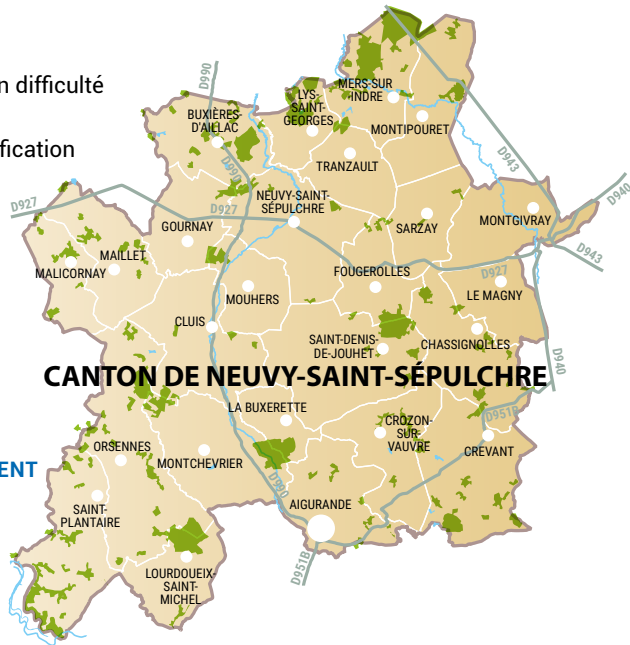 n difficulté
fication
D990
LYS-
SAINT-
GEORGES
MERS-SUR
-INDRE
BUXIÈRES-
D'AILLAC
MONTIPOURET
TRANZAULT
D943
D990
D940
D927
NEUVY-SAINT-
SÉPULCHRE
D927
GOURNAY
SARZAY
MONTGIVRAY
MAILLET
MALICORNAY
FOUGEROLLES
D927
D943
MOUHERS
LE MAGNY
CLUIS
SAINT-DENIS-
DE-JOUHET
CHASSIGNOLLES
D940
CANTON DE NEUVY-SAINT-SÉPULCHRE
LA BUXERETTE
CROZON-
SUR-
VAUVRE
D951B
CREVANT
ORSENNES
MONTCHEVRIER
ENT
D990
SAINT-
PLANTAIRE
AIGURANDE
D951B
LOURDOUEIX-
SAINT-
MICHEL